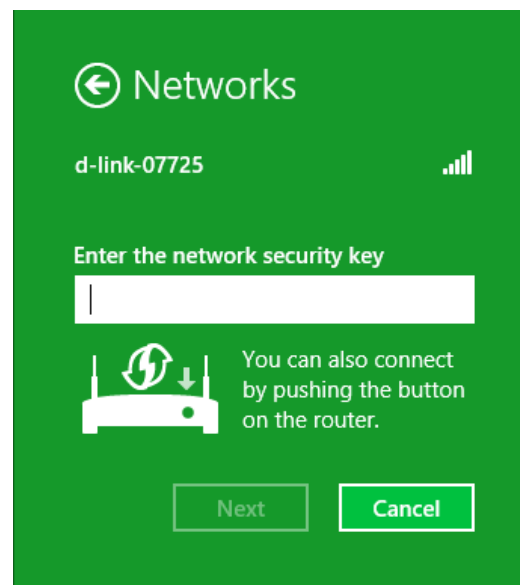 Networks
d-link-07725
Enter the network security key
You can also connect
by pushing the button
on the router.
Next
Cancel